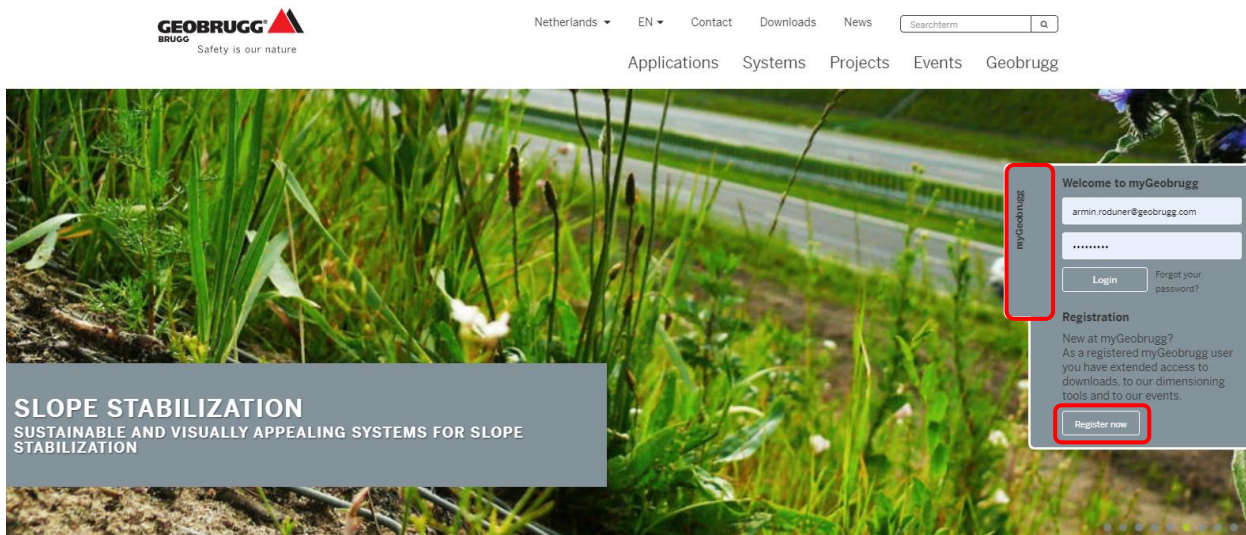 GEOBRUGG®
BRUGG
Safety is our nature
Netherlands EN Contact Downloads News Searchterm
Applications Systems Projects Events Geobrugg
myGeobrugg
Welcome to myGeobrugg
armin.roduner@geobrugg.com
•••••••••
Login
Forgot your
password?
Registration
New at myGeobrugg?
As a registered myGeobrugg user
you have extended access to
downloads, to our dimensioning
tools and to our events.
Register now
SLOPE STABILIZATION
SUSTAINABLE AND VISUALLY APPEALING SYSTEMS FOR SLOPE
STABILIZATION